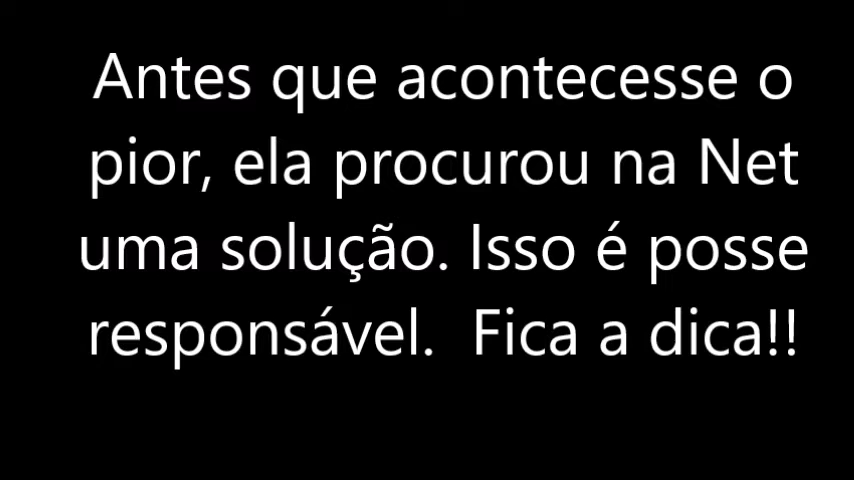 Antes que acontecesse o
pior, ela procurou na Net
uma solução. Isso é posse
responsável.  Fica a dica!!